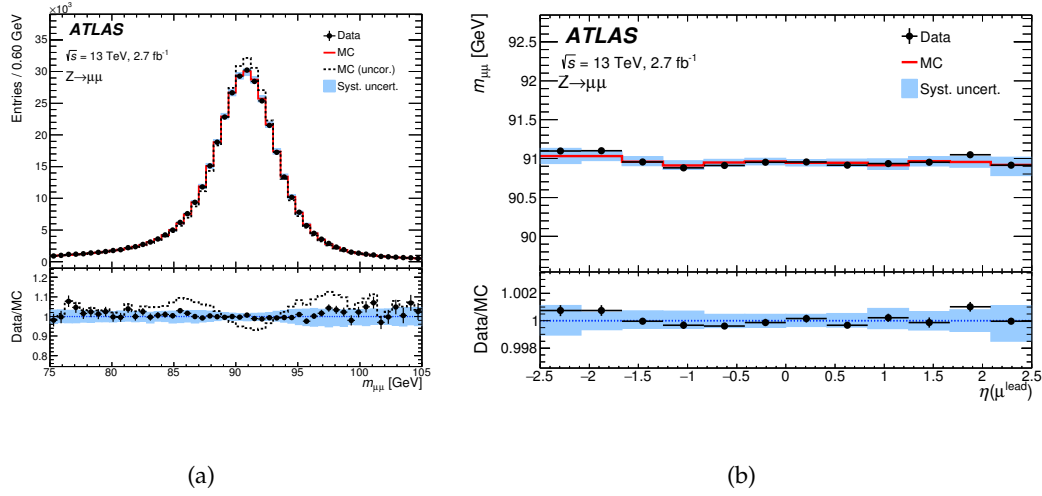 ×10³
Entries / 0.60 GeV
ATLAS
√s = 13 TeV, 2.7 fb⁻¹
Z→μμ
Data
MC
MC (uncor.)
Syst. uncert.
35
30
25
20
15
10
5
0
Data/MC
1.2
1.1
1
0.9
0.8
75 80 85 90 95 100 105
mμμ [GeV]
(a)
mμμ [GeV]
ATLAS
√s = 13 TeV, 2.7 fb⁻¹
Z→μμ
Data
MC
Syst. uncert.
92.5
92
91.5
91
90.5
90
Data/MC
1.002
1
0.998
−2.5 −2 −1.5 −1 −0.5 0 0.5 1 1.5 2 2.5
η(μlead)
(b)